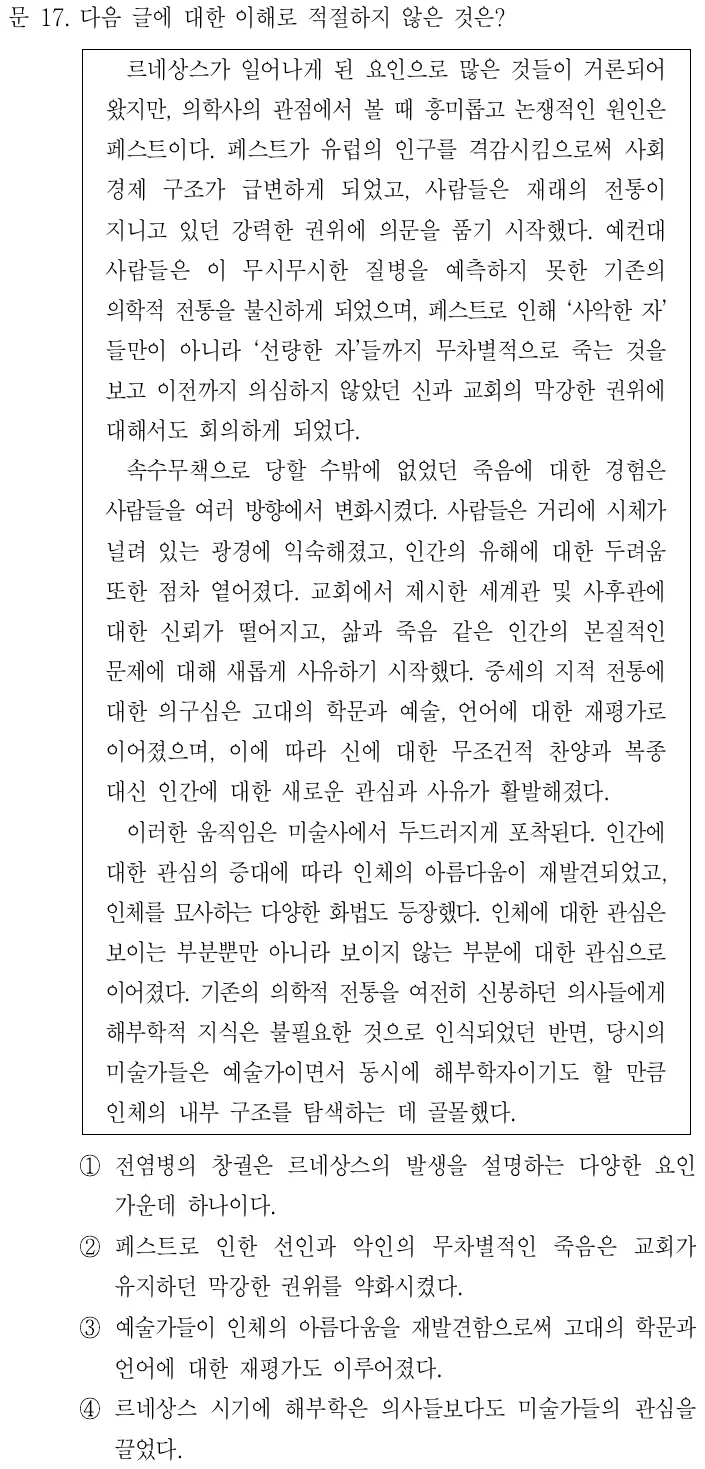 문 17. 다음 글에 대한 이해로 적절하지 않은 것은?
르네상스가 일어나게 된 요인으로 많은 것들이 거론되어
왔지만, 의학사의 관점에서 볼 때 흥미롭고 논쟁적인 원인은
페스트이다. 페스트가 유럽의 인구를 격감시킴으로써 사회
경제 구조가 급변하게 되었고, 사람들은 재래의 전통이
지니고 있던 강력한 권위에 의문을 품기 시작했다. 예컨대
사람들은 이 무시무시한 질병을 예측하지 못한 기존의
의학적 전통을 불신하게 되었으며, 페스트로 인해 ‘사악한 자’
들만이 아니라 ‘선량한 자’들까지 무차별적으로 죽는 것을
보고 이전까지 의심하지 않았던 신과 교회의 막강한 권위에
대해서도 회의하게 되었다.
속수무책으로 당할 수밖에 없었던 죽음에 대한 경험은
사람들을 여러 방향에서 변화시켰다. 사람들은 거리에 시체가
널려 있는 광경에 익숙해졌고, 인간의 유해에 대한 두려움
또한 점차 옅어졌다. 교회에서 제시한 세계관 및 사후관에
대한 신뢰가 떨어지고, 삶과 죽음 같은 인간의 본질적인
문제에 대해 새롭게 사유하기 시작했다. 중세의 지적 전통에
대한 의구심은 고대의 학문과 예술, 언어에 대한 재평가로
이어졌으며, 이에 따라 신에 대한 무조건적 찬양과 복종
대신 인간에 대한 새로운 관심과 사유가 활발해졌다.
이러한 움직임은 미술사에서 두드러지게 포착된다. 인간에
대한 관심의 증대에 따라 인체의 아름다움이 재발견되었고,
인체를 묘사하는 다양한 화법도 등장했다. 인체에 대한 관심은
보이는 부분뿐만 아니라 보이지 않는 부분에 대한 관심으로
이어졌다. 기존의 의학적 전통을 여전히 신봉하던 의사들에게
해부학적 지식은 불필요한 것으로 인식되었던 반면, 당시의
미술가들은 예술가이면서 동시에 해부학자이기도 할 만큼
인체의 내부 구조를 탐색하는 데 골몰했다.
① 전염병의 창궐은 르네상스의 발생을 설명하는 다양한 요인
가운데 하나이다.
② 페스트로 인한 선인과 악인의 무차별적인 죽음은 교회가
유지하던 막강한 권위를 약화시켰다.
③ 예술가들이 인체의 아름다움을 재발견함으로써 고대의 학문과
언어에 대한 재평가도 이루어졌다.
④ 르네상스 시기에 해부학은 의사들보다도 미술가들의 관심을
끌었다.